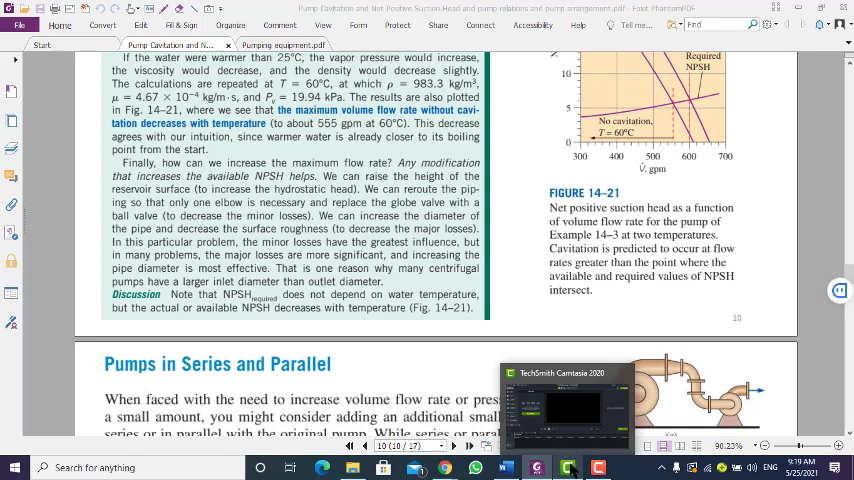 Pump Cavitation and Not Positive Suction Head and pump relations and pump arrangement.pdf - Foxit PhantomPDF
File Home Edit Fill & Sign Organize Convert View Form Protect Share Connect Accessibility Help Tell me... Find
Start Pump Cavitation and N... Pumping equipment.pdf
If the water were warmer than 25°C, the vapor pressure would increase,
the viscosity would decrease, and the density would decrease slightly.
The calculations are repeated at T = 60°C, at which ρ = 983.3 kg/m³,
μ = 4.67 × 10⁻⁴ kg/m·s, and Pᵥ = 19.94 kPa. The results are also plotted
in Fig. 14–21, where we see that the maximum volume flow rate without cavi-
tation decreases with temperature (to about 555 gpm at 60°C). This decrease
agrees with our intuition, since warmer water is already closer to its boiling
point from the start.
Finally, how can we increase the maximum flow rate? Any modification
that increases the available NPSH helps. We can raise the height of the
reservoir surface (to increase the hydrostatic head). We can reroute the pip-
ing so that only one elbow is necessary and replace the globe valve with a
ball valve (to decrease the minor losses). We can increase the diameter of
the pipe and decrease the surface roughness (to decrease the major losses).
In this particular problem, the minor losses have the greatest influence, but
in many problems, the major losses are more significant, and increasing the
pipe diameter is most effective. That is one reason why many centrifugal
pumps have a larger inlet diameter than outlet diameter.
Discussion Note that NPSHrequired does not depend on water temperature,
but the actual or available NPSH decreases with temperature (Fig. 14–21).
Required
NPSH
10
5
0
No cavitation,
T = 60°C
300 400 500 600 700
V̇, gpm
FIGURE 14–21
Net positive suction head as a function
of volume flow rate for the pump of
Example 14–3 at two temperatures.
Cavitation is predicted to occur at flow
rates greater than the point where the
available and required values of NPSH
intersect.
10
Pumps in Series and Parallel
When faced with the need to increase volume flow rate or pres
a small amount, you might consider adding an additional smal
series or in parallel with the original pump. While series or para
TechSmith Camtasia 2020
10 (10 / 17)
90.23%
Type here to search
ENG
9:19 AM
5/25/2021